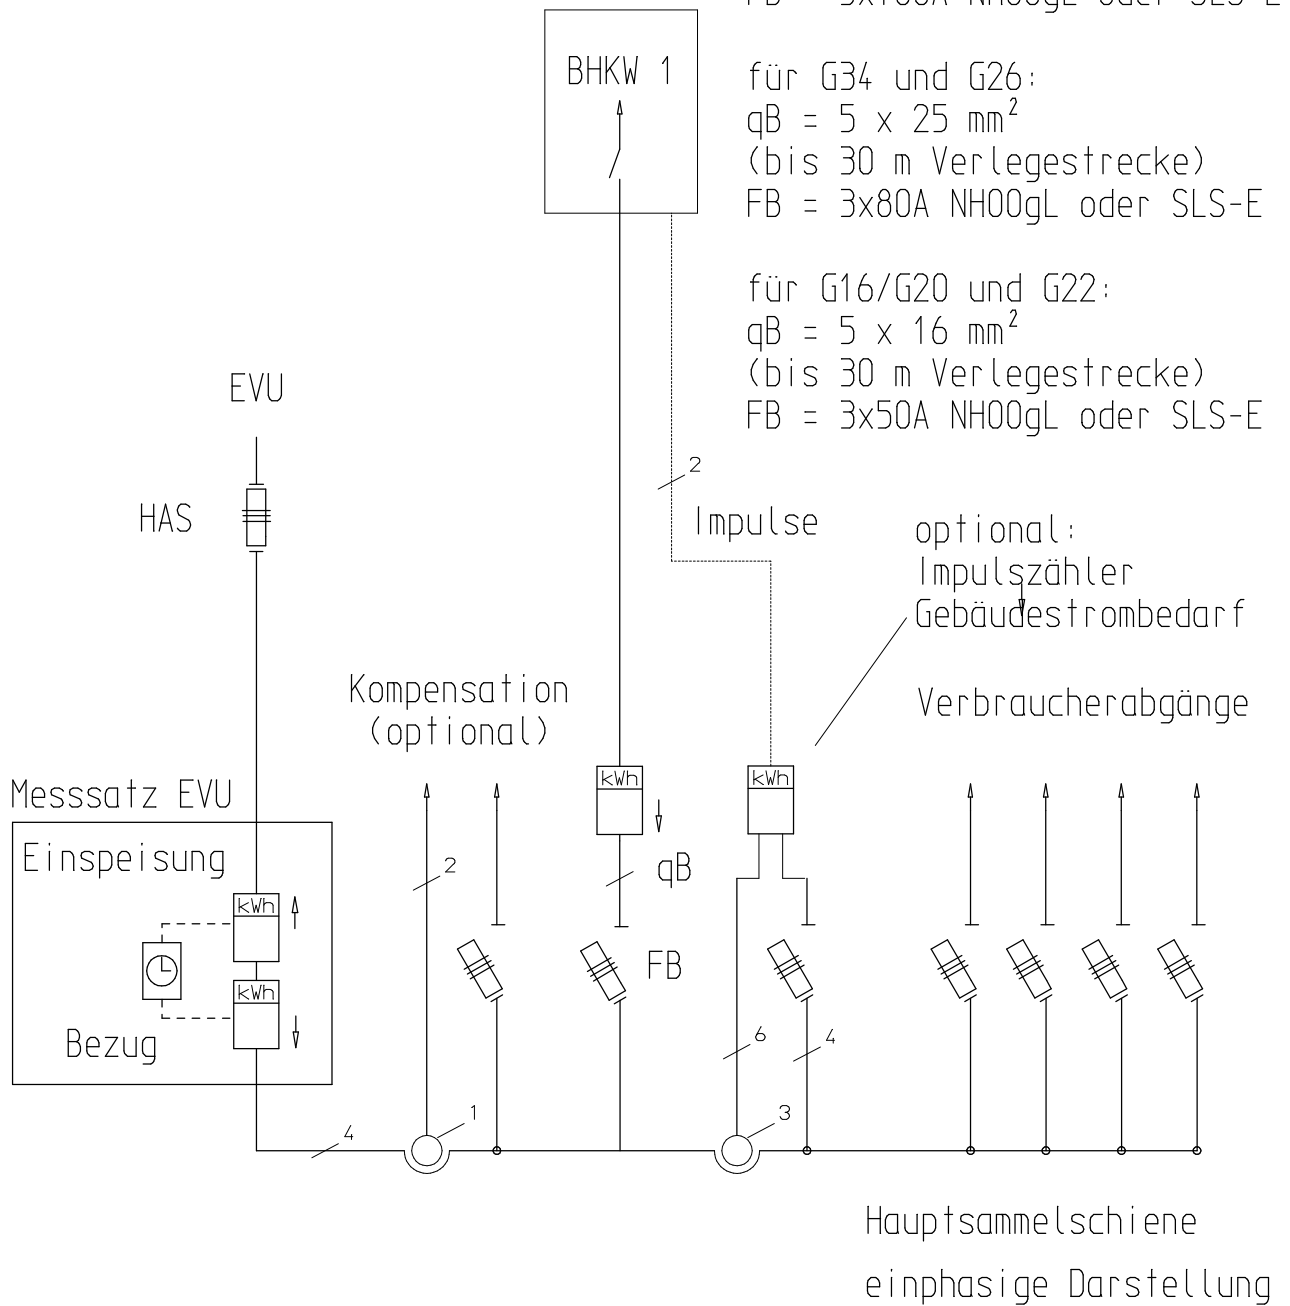 BHKW 1
für G34 und G26:
qB = 5 x 25 mm²
(bis 30 m Verlegestrecke)
FB = 3x80A NH00gL oder SLS-E
für G16/G20 und G22:
qB = 5 x 16 mm²
(bis 30 m Verlegestrecke)
FB = 3x50A NH00gL oder SLS-E
EVU
HAS
2
Impulse
optional:
Impulszähler
Gebäudestrombedarf
Kompensation
(optional)
Verbraucherabgänge
Messsatz EVU
Einspeisung
kWh
kWh
Bezug
2
kWh
qB
FB
kWh
6
4
4
1
3
Hauptsammelschiene
einphasige Darstellung